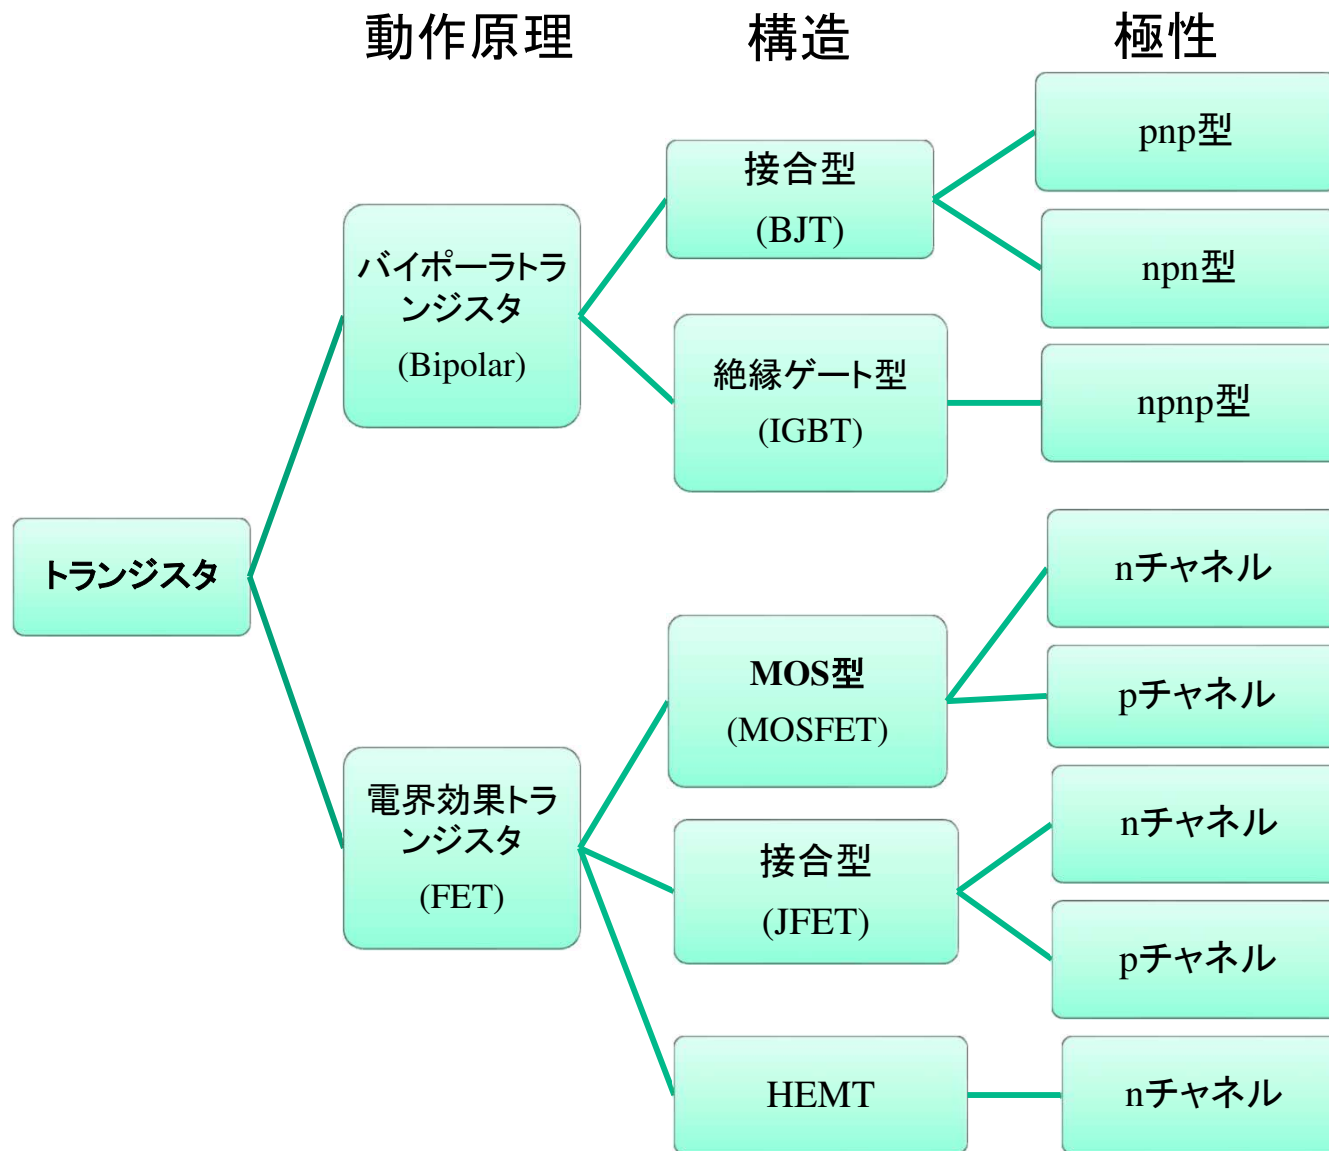 動作原理
構造
極性
トランジスタ
バイポーラトラ
ンジスタ
(Bipolar)
接合型
(BJT)
pnp型
npn型
絶縁ゲート型
(IGBT)
npnp型
電界効果トラ
ンジスタ
(FET)
MOS型
(MOSFET)
nチャネル
pチャネル
接合型
(JFET)
nチャネル
pチャネル
HEMT
nチャネル